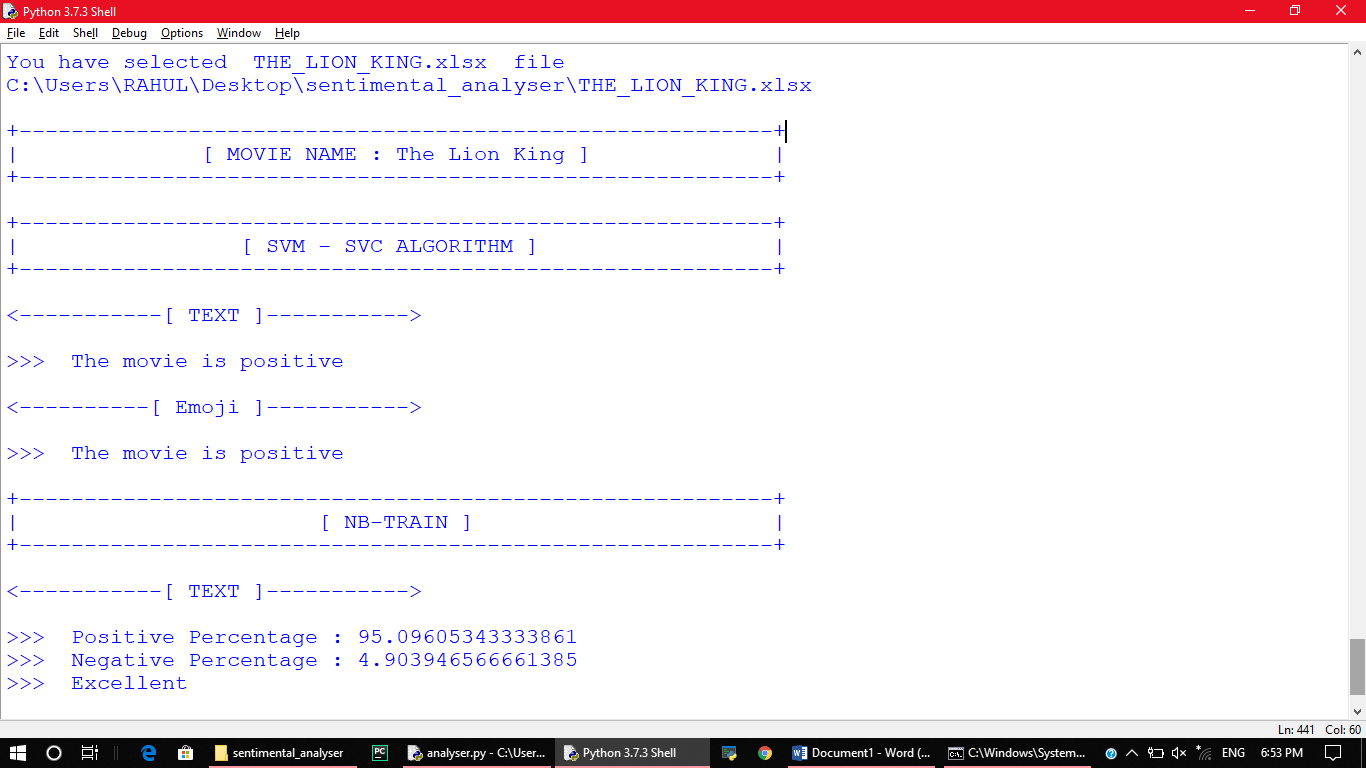 Python 3.7.3 Shell
File Edit Shell Debug Options Window Help
You have selected  THE_LION_KING.xlsx  file
C:\Users\RAHUL\Desktop\sentimental_analyser\THE_LION_KING.xlsx
+----------------------------------------------------------+
|               [ MOVIE NAME : The Lion King ]               |
+----------------------------------------------------------+
+----------------------------------------------------------+
|                  [ SVM - SVC ALGORITHM ]                   |
+----------------------------------------------------------+
<-----------[ TEXT ]----------->
>>>  The movie is positive
<----------[ Emoji ]----------->
>>>  The movie is positive
+----------------------------------------------------------+
|                        [ NB-TRAIN ]                        |
+----------------------------------------------------------+
<-----------[ TEXT ]----------->
>>>  Positive Percentage : 95.09605343333861
>>>  Negative Percentage : 4.903946566661385
>>>  Excellent
Ln: 441 Col: 60
sentimental_analyser PC analyser.py - C:\User... Python 3.7.3 Shell Document1 - Word (... C:\Windows\System... ENG 6:53 PM